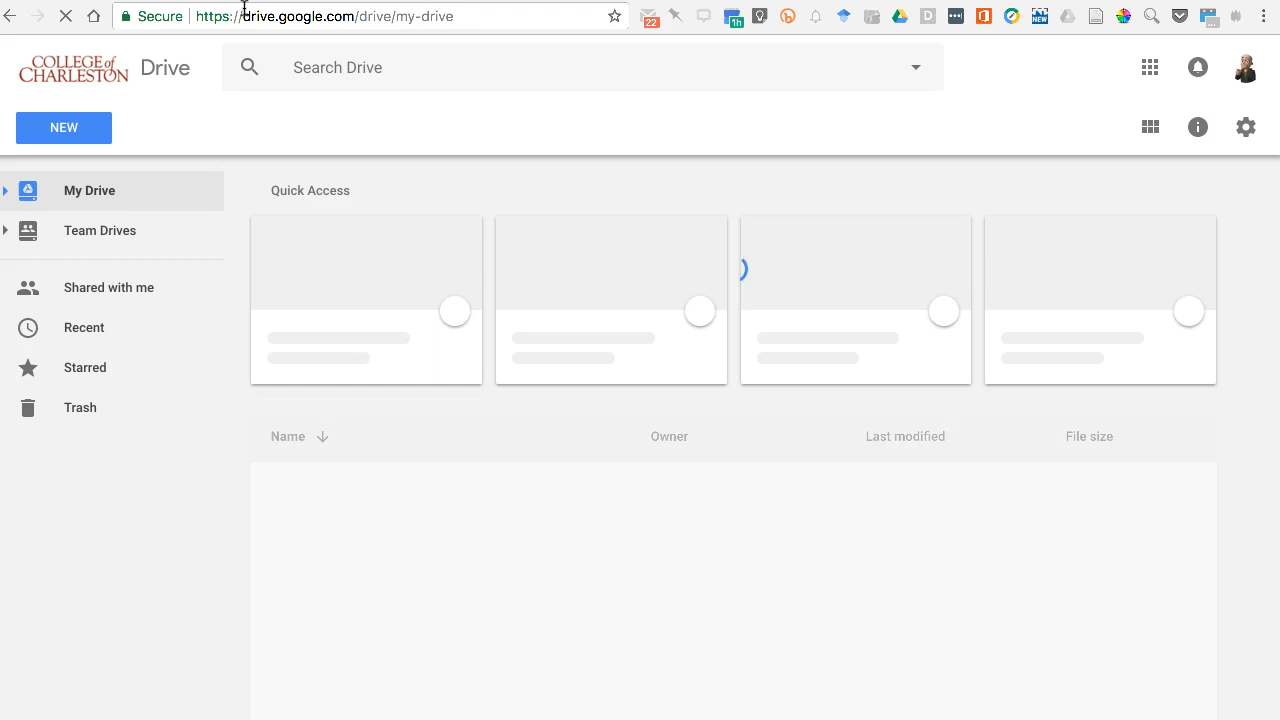 Secure https://drive.google.com/drive/my-drive
22
1h
D
NEW
COLLEGE of
CHARLESTON
Drive
Search Drive
NEW
My Drive
Quick Access
Team Drives
Shared with me
Recent
Starred
Trash
Name
Owner
Last modified
File size